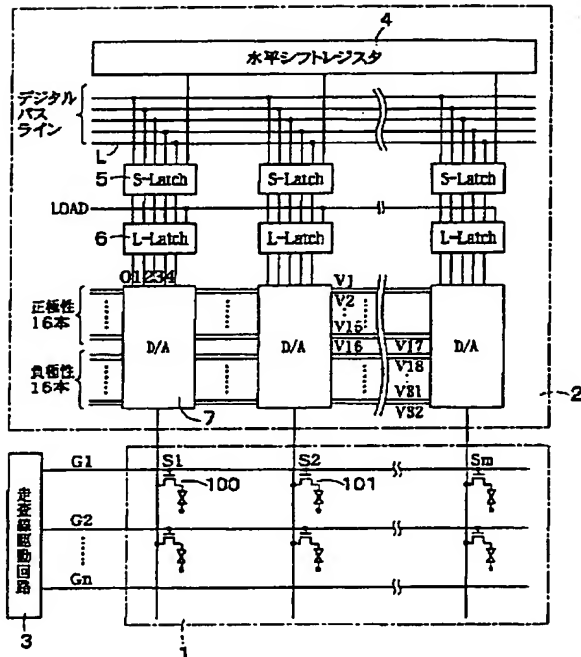 4
水平シフトレジスタ
デジタル
バス
ライン
L
5
S-Latch
S-Latch
S-Latch
LOAD
6
L-Latch
L-Latch
L-Latch
01234
正極性
16本
負極性
16本
D/A
D/A
D/A
V1
V2
V15
V16
V17
V18
V31
V32
7
2
G1
S1
S2
Sm
100
101
G2
Gn
走査線駆動回路
3
1